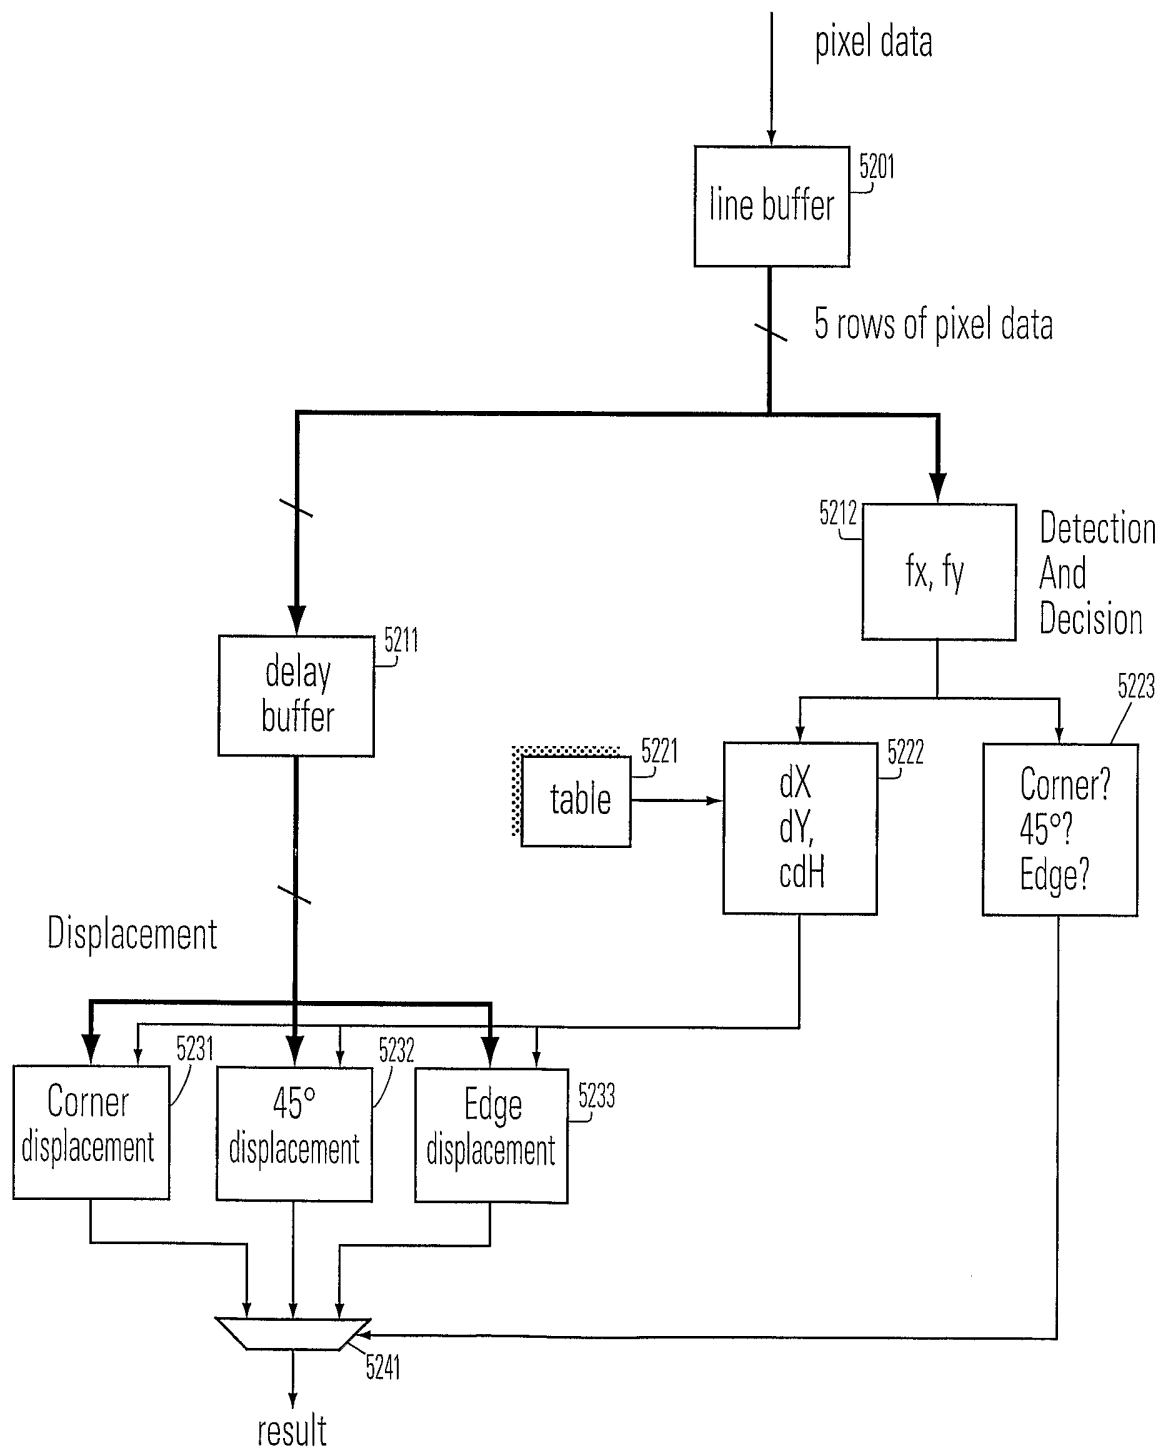 pixel data
5201
line buffer
5 rows of pixel data
5212
fx, fy
Detection
And
Decision
5211
delay
buffer
5223
5221
table
5222
dX
dY,
cdH
Corner?
45°?
Edge?
Displacement
5231
Corner
displacement
5232
45°
displacement
5233
Edge
displacement
5241
result